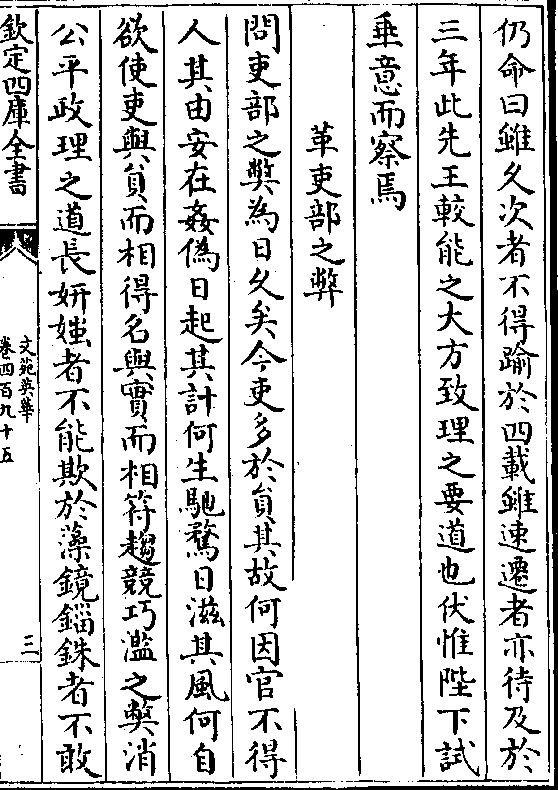 仍命曰雖久次者不得踰於四載雖速遷者亦待及於
三年此先王較能之大方致理之要道也伏惟陛下試
垂意而察焉
革吏部之弊
問吏部之弊為日久矣今吏多於員其故何因官不得
人其由安在姦偽日起其計何生馳騖日滋其風何自
欲使吏與員而相得名與實而相符趨競巧濫之弊消
公平政理之道長妍媸者不能欺於藻鏡錙銖者不敢
欽定四庫全書
文苑英華
卷四百九十五
三